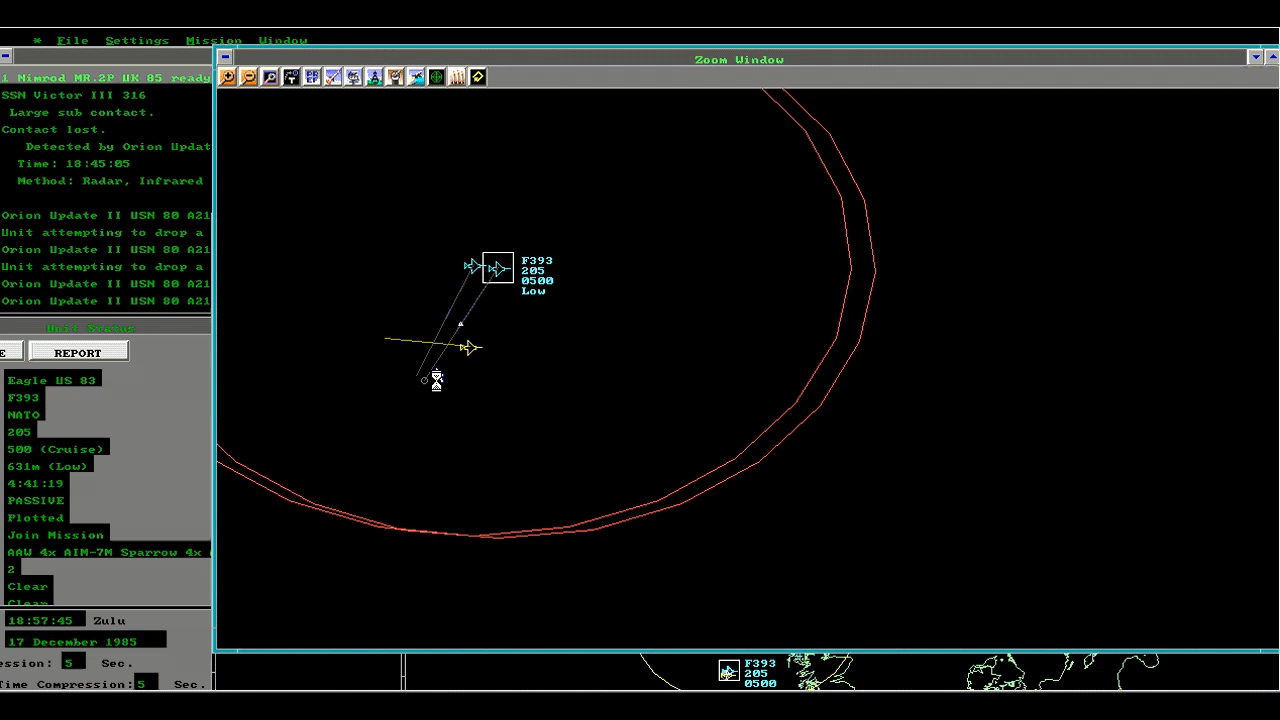 * File Settings Mission Window
Zoom Window
1 Nimrod MR.2P UK 85 ready
SSN Victor III 316
Large sub contact.
Contact lost.
Detected by Orion Updat
Time: 18:45:05
Method: Radar, Infrared
Orion Update II USN 80 A21
Unit attempting to drop a
Orion Update II USN 80 A21
Unit attempting to drop a
Orion Update II USN 80 A21
Orion Update II USN 80 A21
Unit Status
E REPORT
Eagle US 83
F393
NATO
205
500 (Cruise)
631m (Low)
4:41:19
PASSIVE
Plotted
Join Mission
AAW 4x AIM-7M Sparrow 4x
2
Clear
Clear
18:57:45 Zulu
17 December 1985
ession: 5 Sec.
Time Compression: 5 Sec.
F393
205
0500
Low
F393
205
0500